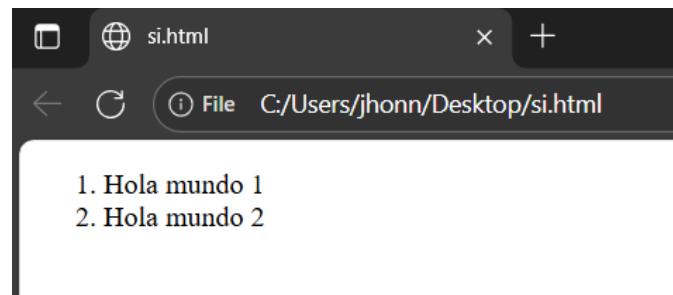 si.html
File C:/Users/jhonn/Desktop/si.html
1. Hola mundo 1
2. Hola mundo 2